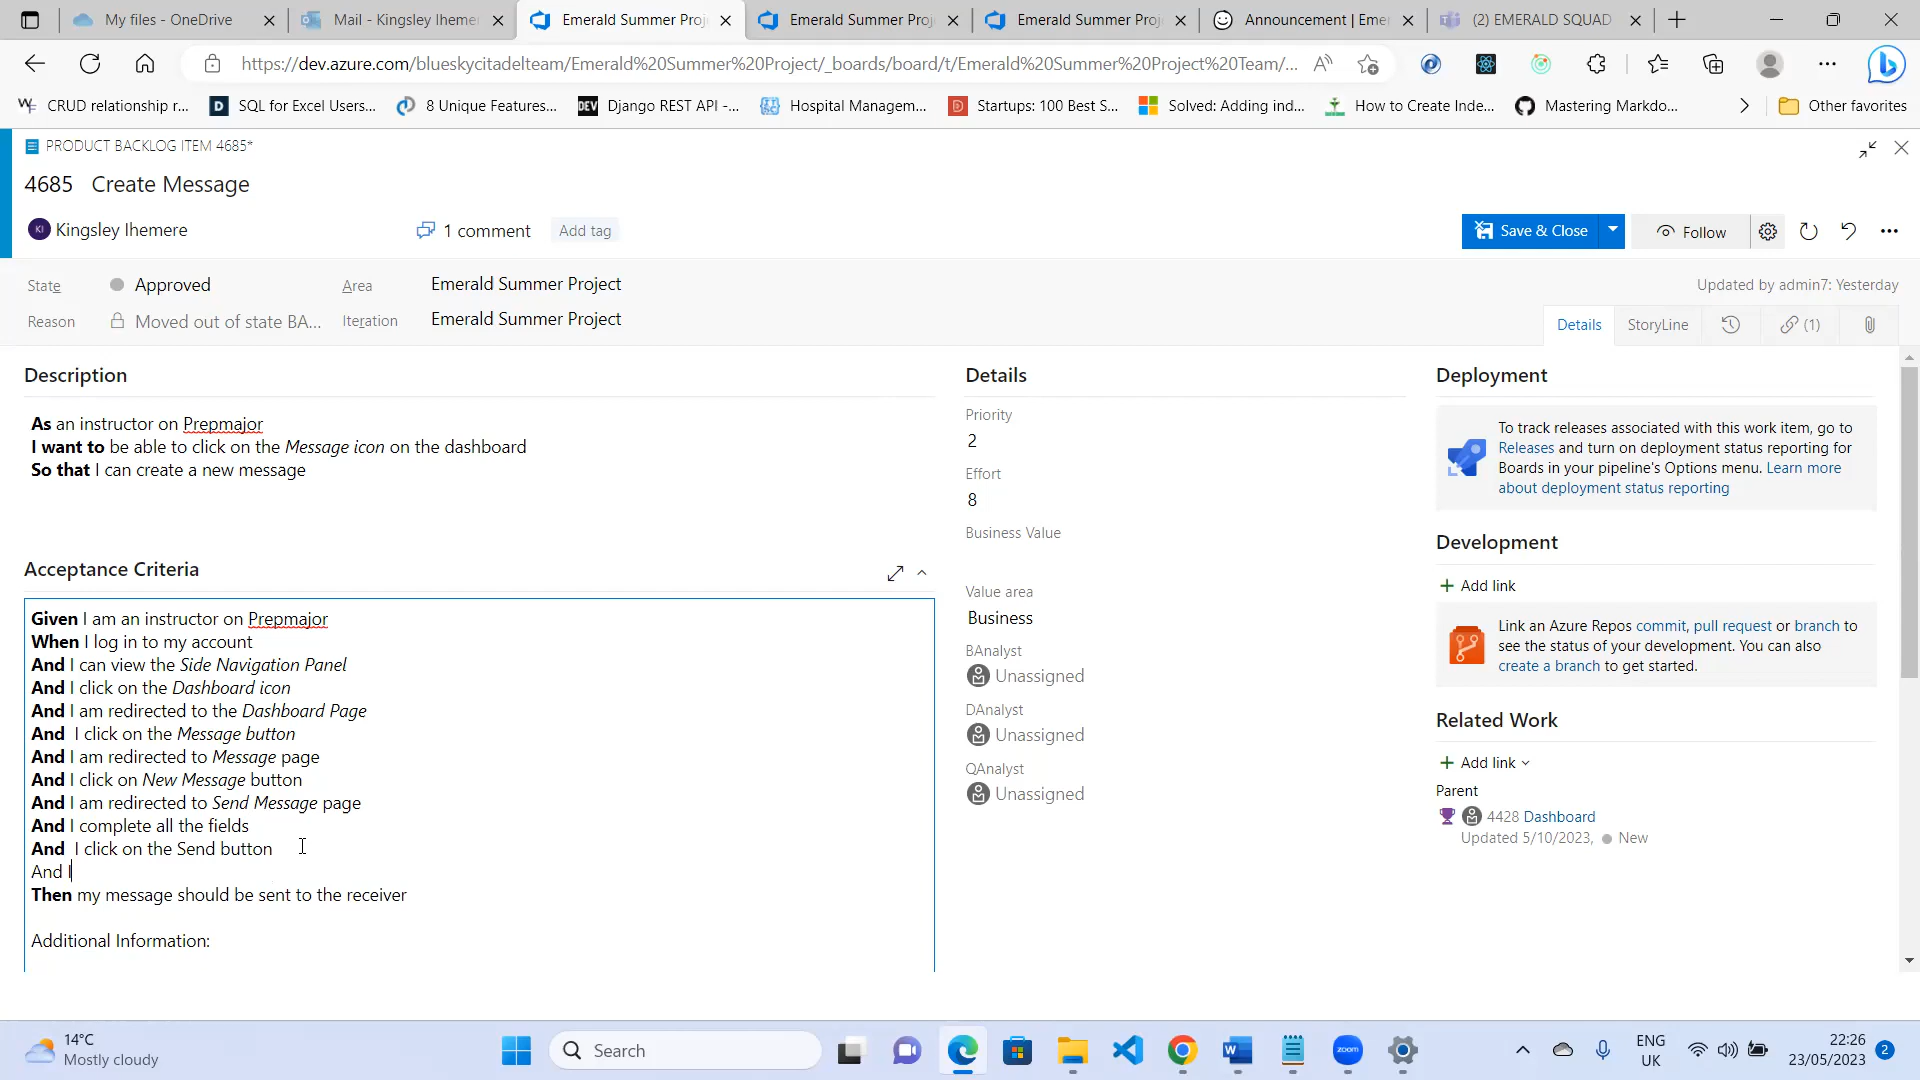 My files - OneDrive
Mail - Kingsley Iheme
Emerald Summer Proj
Emerald Summer Proj
Emerald Summer Proj
Announcement | Eme
(2) EMERALD SQUAD
https://dev.azure.com/blueskycitadelteam/Emerald%20Summer%20Project/_boards/board/t/Emerald%20Summer%20Project%20Team/...
CRUD relationship r...
SQL for Excel Users...
8 Unique Features...
DEV Django REST API -...
Hospital Managem...
Startups: 100 Best S...
Solved: Adding ind...
How to Create Inde...
Mastering Markdo...
Other favorites
PRODUCT BACKLOG ITEM 4685*
4685 Create Message
KI Kingsley Ihemere
1 comment
Add tag
Save & Close
Follow
State
Approved
Area
Emerald Summer Project
Updated by admin7: Yesterday
Reason
Moved out of state BA...
Iteration
Emerald Summer Project
Details
StoryLine
(1)
Description
As an instructor on Prepmajor
I want to be able to click on the Message icon on the dashboard
So that I can create a new message
Acceptance Criteria
Given I am an instructor on Prepmajor
When I log in to my account
And I can view the Side Navigation Panel
And I click on the Dashboard icon
And I am redirected to the Dashboard Page
And  I click on the Message button
And I am redirected to Message page
And I click on New Message button
And I am redirected to Send Message page
And I complete all the fields
And  I click on the Send button
And I
Then my message should be sent to the receiver
Additional Information:
Details
Priority
2
Effort
8
Business Value
Value area
Business
BAnalyst
Unassigned
DAnalyst
Unassigned
QAnalyst
Unassigned
Deployment
To track releases associated with this work item, go to
Releases and turn on deployment status reporting for
Boards in your pipeline's Options menu. Learn more
about deployment status reporting
Development
Add link
Link an Azure Repos commit, pull request or branch to
see the status of your development. You can also
create a branch to get started.
Related Work
Add link
Parent
4428 Dashboard
Updated 5/10/2023, New
14°C
Mostly cloudy
Search
zoom
ENG
UK
22:26
23/05/2023
2